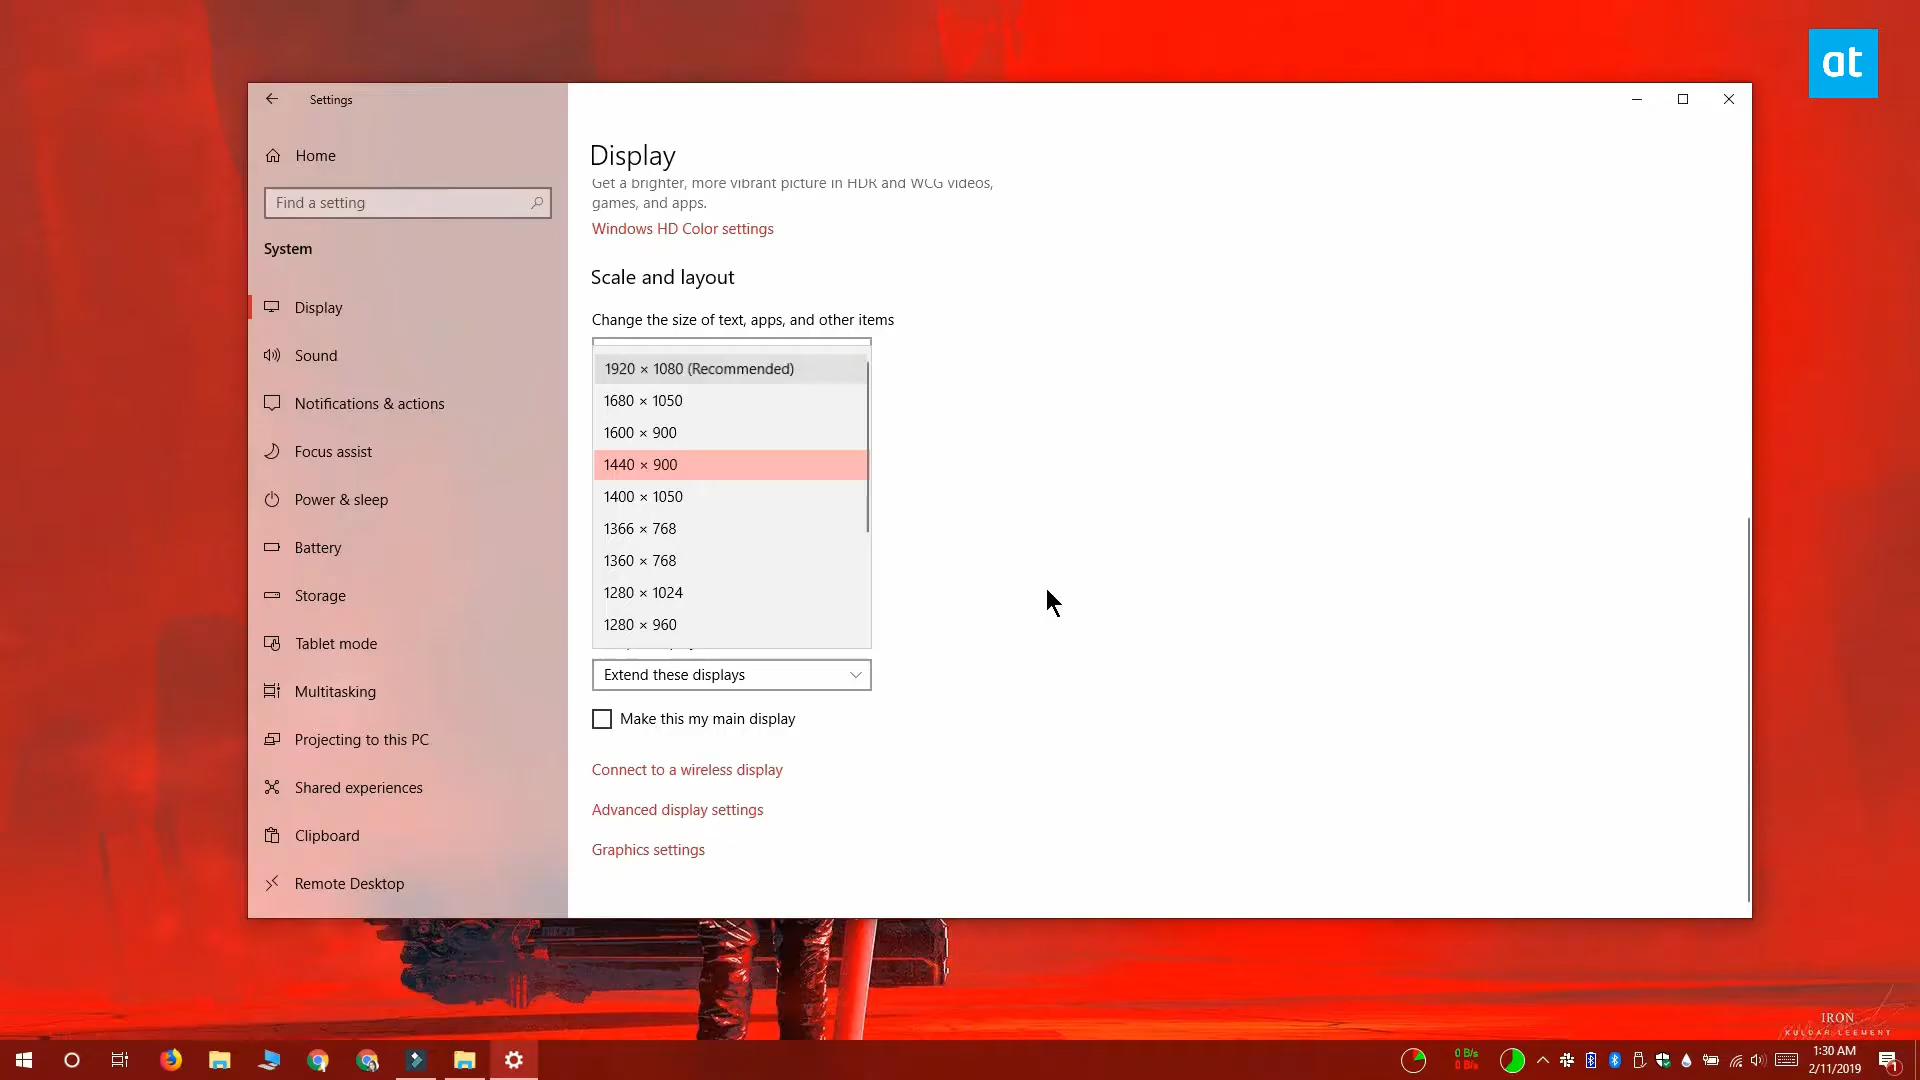 at
Settings
Home
Find a setting
System
Display
Sound
Notifications & actions
Focus assist
Power & sleep
Battery
Storage
Tablet mode
Multitasking
Projecting to this PC
Shared experiences
Clipboard
Remote Desktop
Display
Get a brighter, more vibrant picture in HDR and WCG videos,
games, and apps.
Windows HD Color settings
Scale and layout
Change the size of text, apps, and other items
1920 × 1080 (Recommended)
1680 × 1050
1600 × 900
1440 × 900
1400 × 1050
1366 × 768
1360 × 768
1280 × 1024
1280 × 960
Extend these displays
Make this my main display
Connect to a wireless display
Advanced display settings
Graphics settings
IRON
KULDAR LEEMENT
0 B/s
0 B/s
1:30 AM
2/11/2019
1